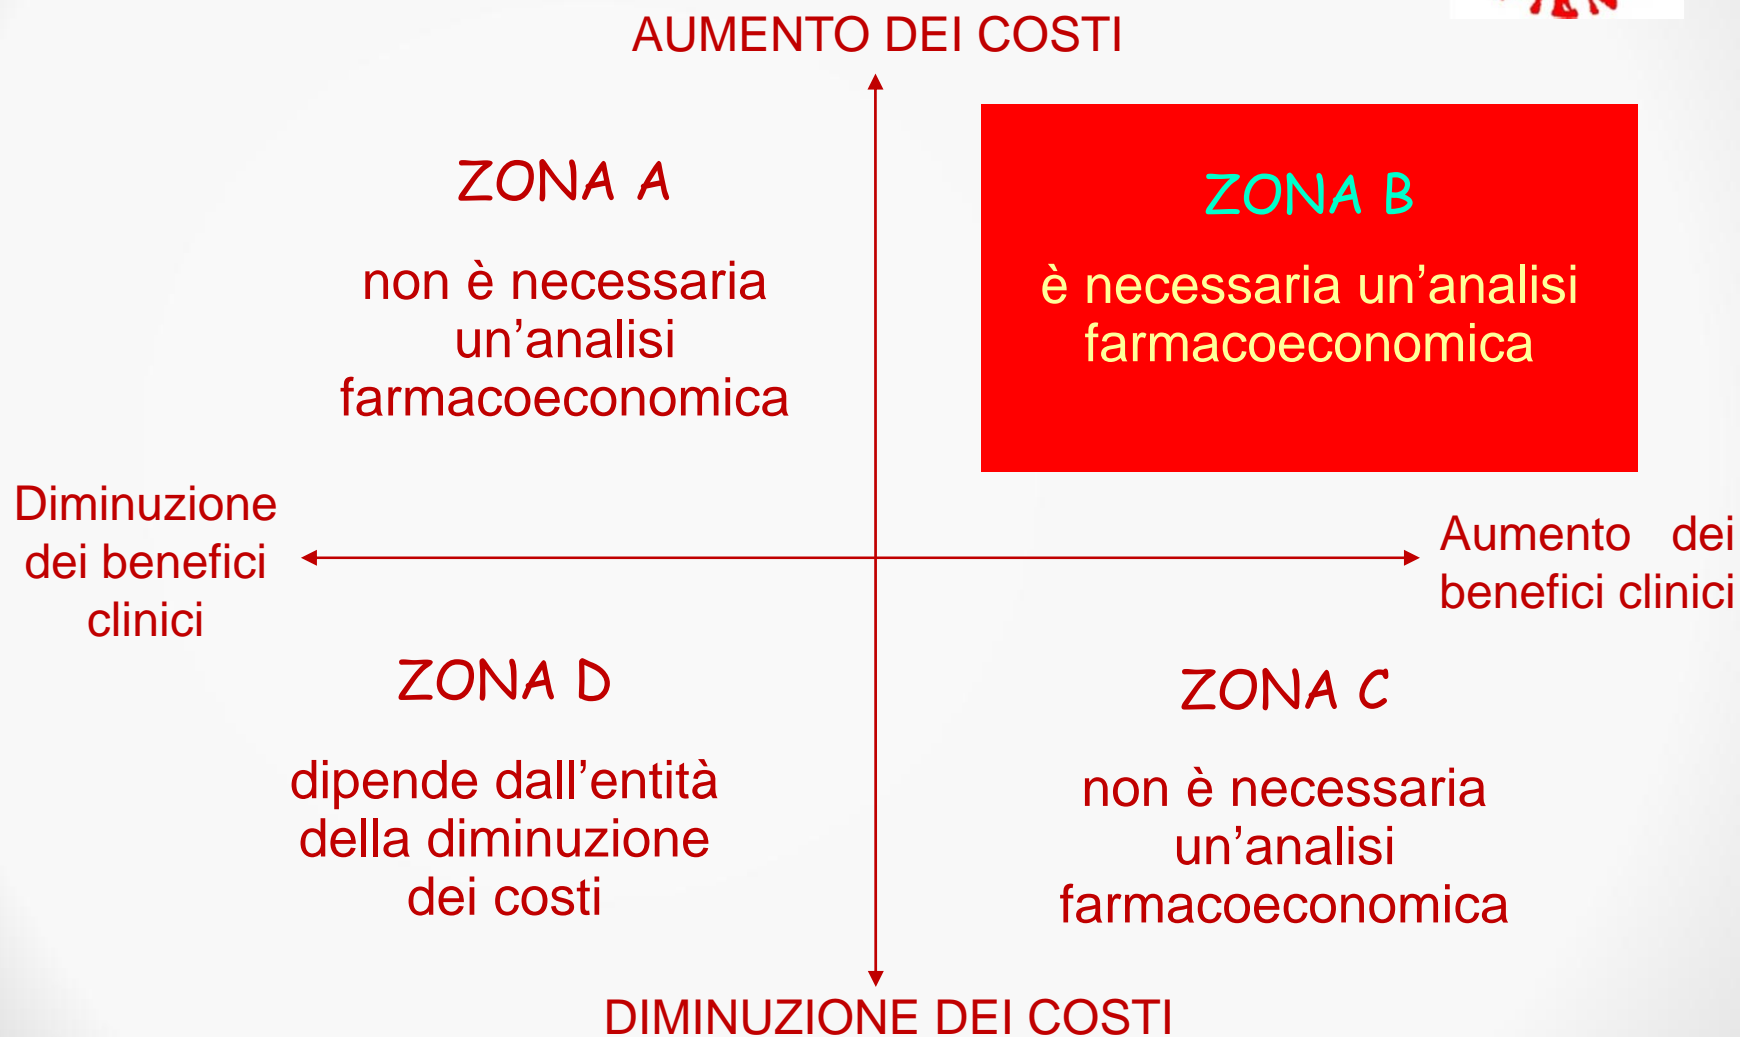 AUMENTO DEI COSTI
ZONA A
non è necessaria
un’analisi
farmacoeconomica
ZONA B
è necessaria un’analisi
farmacoeconomica
Diminuzione
dei benefici
clinici
Aumento dei
benefici clinici
ZONA D
dipende dall’entità
della diminuzione
dei costi
ZONA C
non è necessaria
un’analisi
farmacoeconomica
DIMINUZIONE DEI COSTI